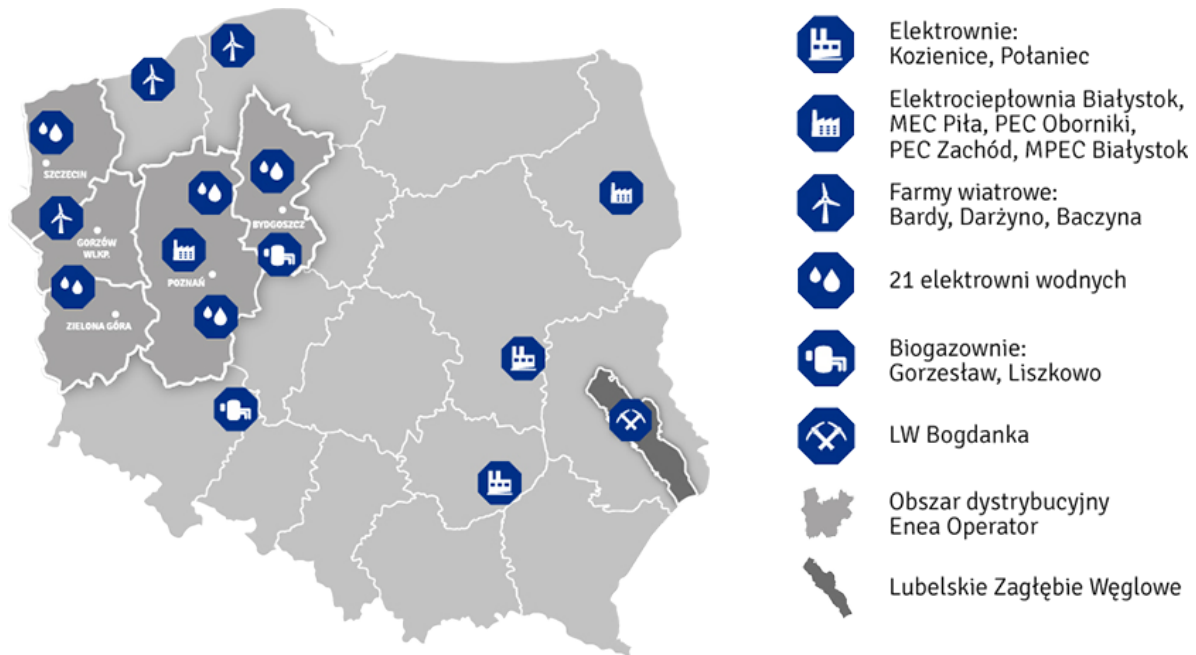 SZCZECIN
GORZÓW
WLKP.
ZIELONA GÓRA
POZNAŃ
BYDGOSZCZ
Elektrownie:
Kozienice, Połaniec
Elektrociepłownia Białystok,
MEC Piła, PEC Oborniki,
PEC Zachód, MPEC Białystok
Farmy wiatrowe:
Bardy, Darżyno, Baczyna
21 elektrowni wodnych
Biogazownie:
Gorzesław, Liszkowo
LW Bogdanka
Obszar dystrybucyjny
Enea Operator
Lubelskie Zagłębie Węglowe